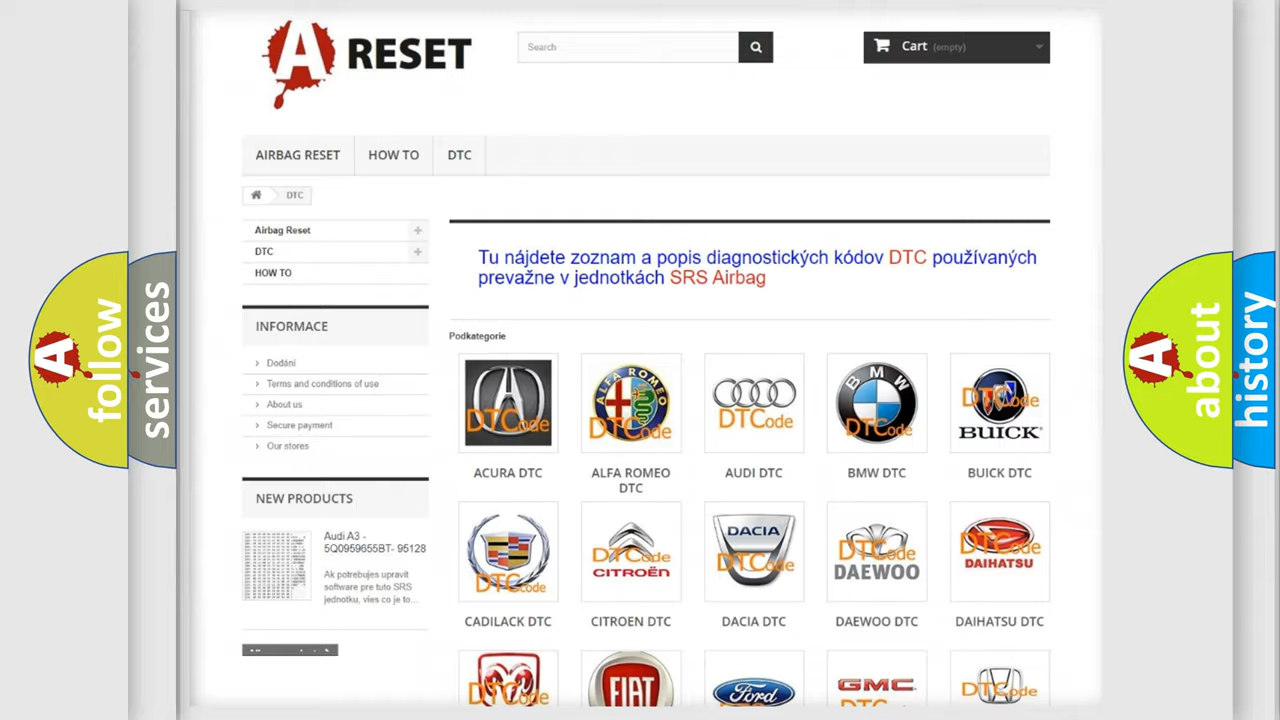 A RESET
Search
Cart (empty)
AIRBAG RESET
HOW TO
DTC
DTC
Airbag Reset
DTC
HOW TO
INFORMACE
Dodání
Terms and conditions of use
About us
Secure payment
Our stores
NEW PRODUCTS
Audi A3 -
5Q0959655BT- 95128
Ak potrebujes upravit
software pre tuto SRS
jednotku, vies co je to...
Tu nájdete zoznam a popis diagnostických kódov DTC používaných
prevažne v jednotkách SRS Airbag
Podkategorie
DTCode
ALFA ROMEO
DTCode
DTCode
BMW
DTCode
DTCode
BUICK
ACURA DTC
ALFA ROMEO
DTC
AUDI DTC
BMW DTC
BUICK DTC
DTCode
DTCode
CITROËN
DACIA
DTCode
DTCode
DAEWOO
DTCode
DAIHATSU
CADILACK DTC
CITROEN DTC
DACIA DTC
DAEWOO DTC
DAIHATSU DTC
DTCode
FIAT
Ford
GMC
DTCode
A follow
services
A about
history